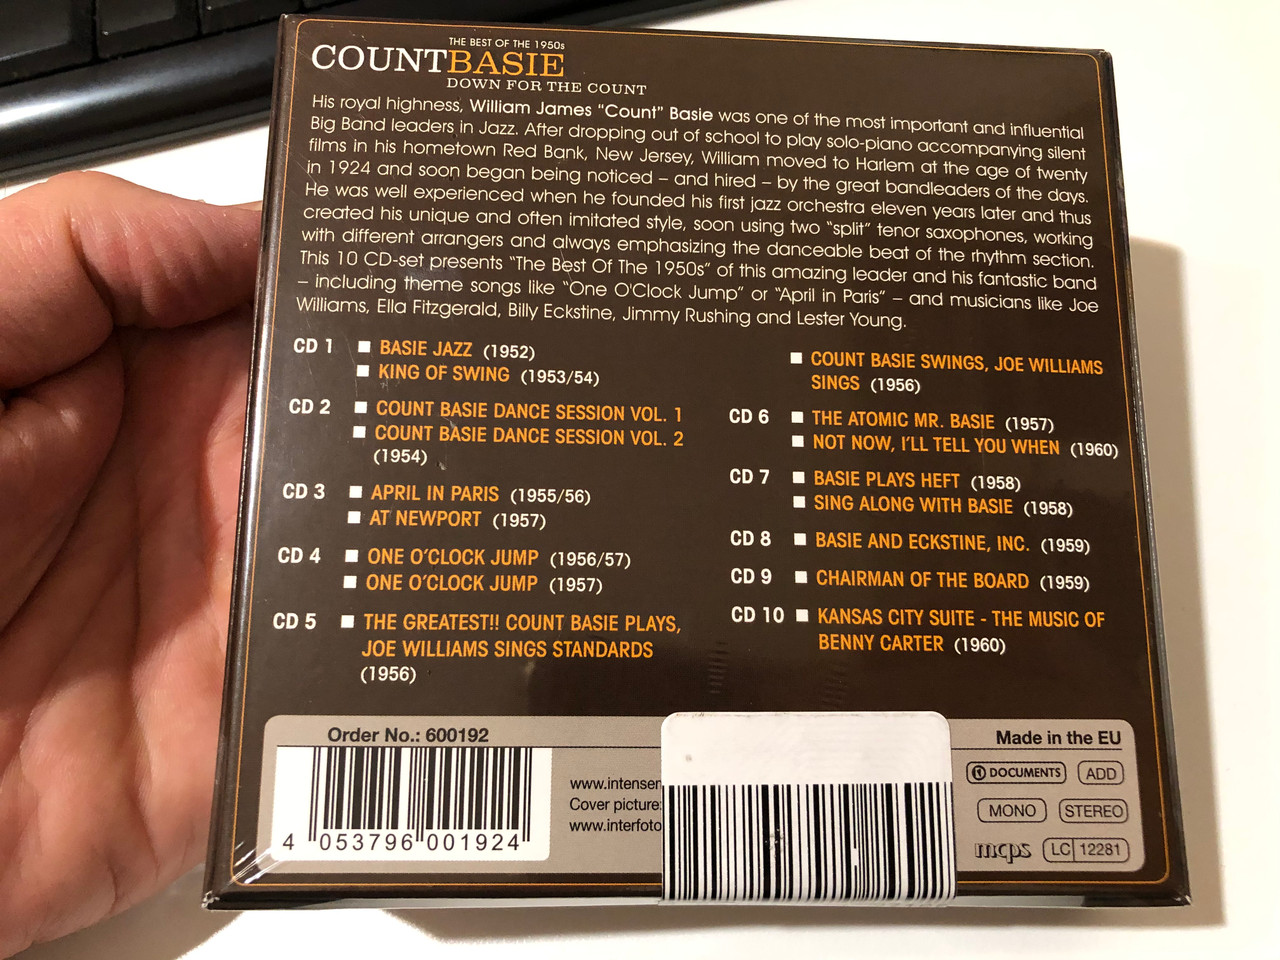 THE BEST OF THE 1950s
COUNTBASIE
DOWN FOR THE COUNT
His royal highness, William James "Count" Basie was one of the most important and influential
Big Band leaders in Jazz. After dropping out of school to play solo-piano accompanying silent
films in his hometown Red Bank, New Jersey, William moved to Harlem at the age of twenty
in 1924 and soon began being noticed – and hired – by the great bandleaders of the days.
He was well experienced when he founded his first jazz orchestra eleven years later and thus
created his unique and often imitated style, soon using two "split" tenor saxophones, working
with different arrangers and always emphasizing the danceable beat of the rhythm section.
This 10 CD-set presents "The Best Of The 1950s" of this amazing leader and his fantastic band
– including theme songs like "One O'Clock Jump" or "April in Paris" – and musicians like Joe
Williams, Ella Fitzgerald, Billy Eckstine, Jimmy Rushing and Lester Young.
CD 1 ■ BASIE JAZZ (1952)
■ KING OF SWING (1953/54)
CD 2 ■ COUNT BASIE DANCE SESSION VOL. 1
■ COUNT BASIE DANCE SESSION VOL. 2
(1954)
CD 3 ■ APRIL IN PARIS (1955/56)
■ AT NEWPORT (1957)
CD 4 ■ ONE O'CLOCK JUMP (1956/57)
■ ONE O'CLOCK JUMP (1957)
CD 5 ■ THE GREATEST!! COUNT BASIE PLAYS,
JOE WILLIAMS SINGS STANDARDS
(1956)
■ COUNT BASIE SWINGS, JOE WILLIAMS
SINGS (1956)
CD 6 ■ THE ATOMIC MR. BASIE (1957)
■ NOT NOW, I'LL TELL YOU WHEN (1960)
CD 7 ■ BASIE PLAYS HEFT (1958)
■ SING ALONG WITH BASIE (1958)
CD 8 ■ BASIE AND ECKSTINE, INC. (1959)
CD 9 ■ CHAIRMAN OF THE BOARD (1959)
CD 10 ■ KANSAS CITY SUITE - THE MUSIC OF
BENNY CARTER (1960)
Order No.: 600192
4 053796 001924
www.intensem
Cover picture:
www.interfoto
Made in the EU
DOCUMENTS ADD
MONO STEREO
mcps LC 12281